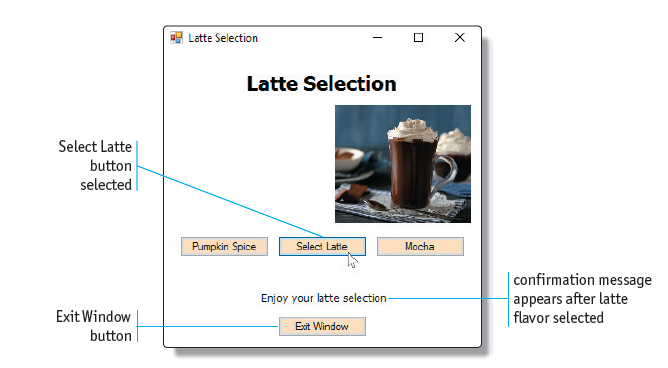 Latte Selection
Latte Selection
Select Latte
button
selected
Pumpkin Spice
Select Latte
Mocha
Enjoy your latte selection
confirmation message
appears after latte
flavor selected
Exit Window
button
Exit Window